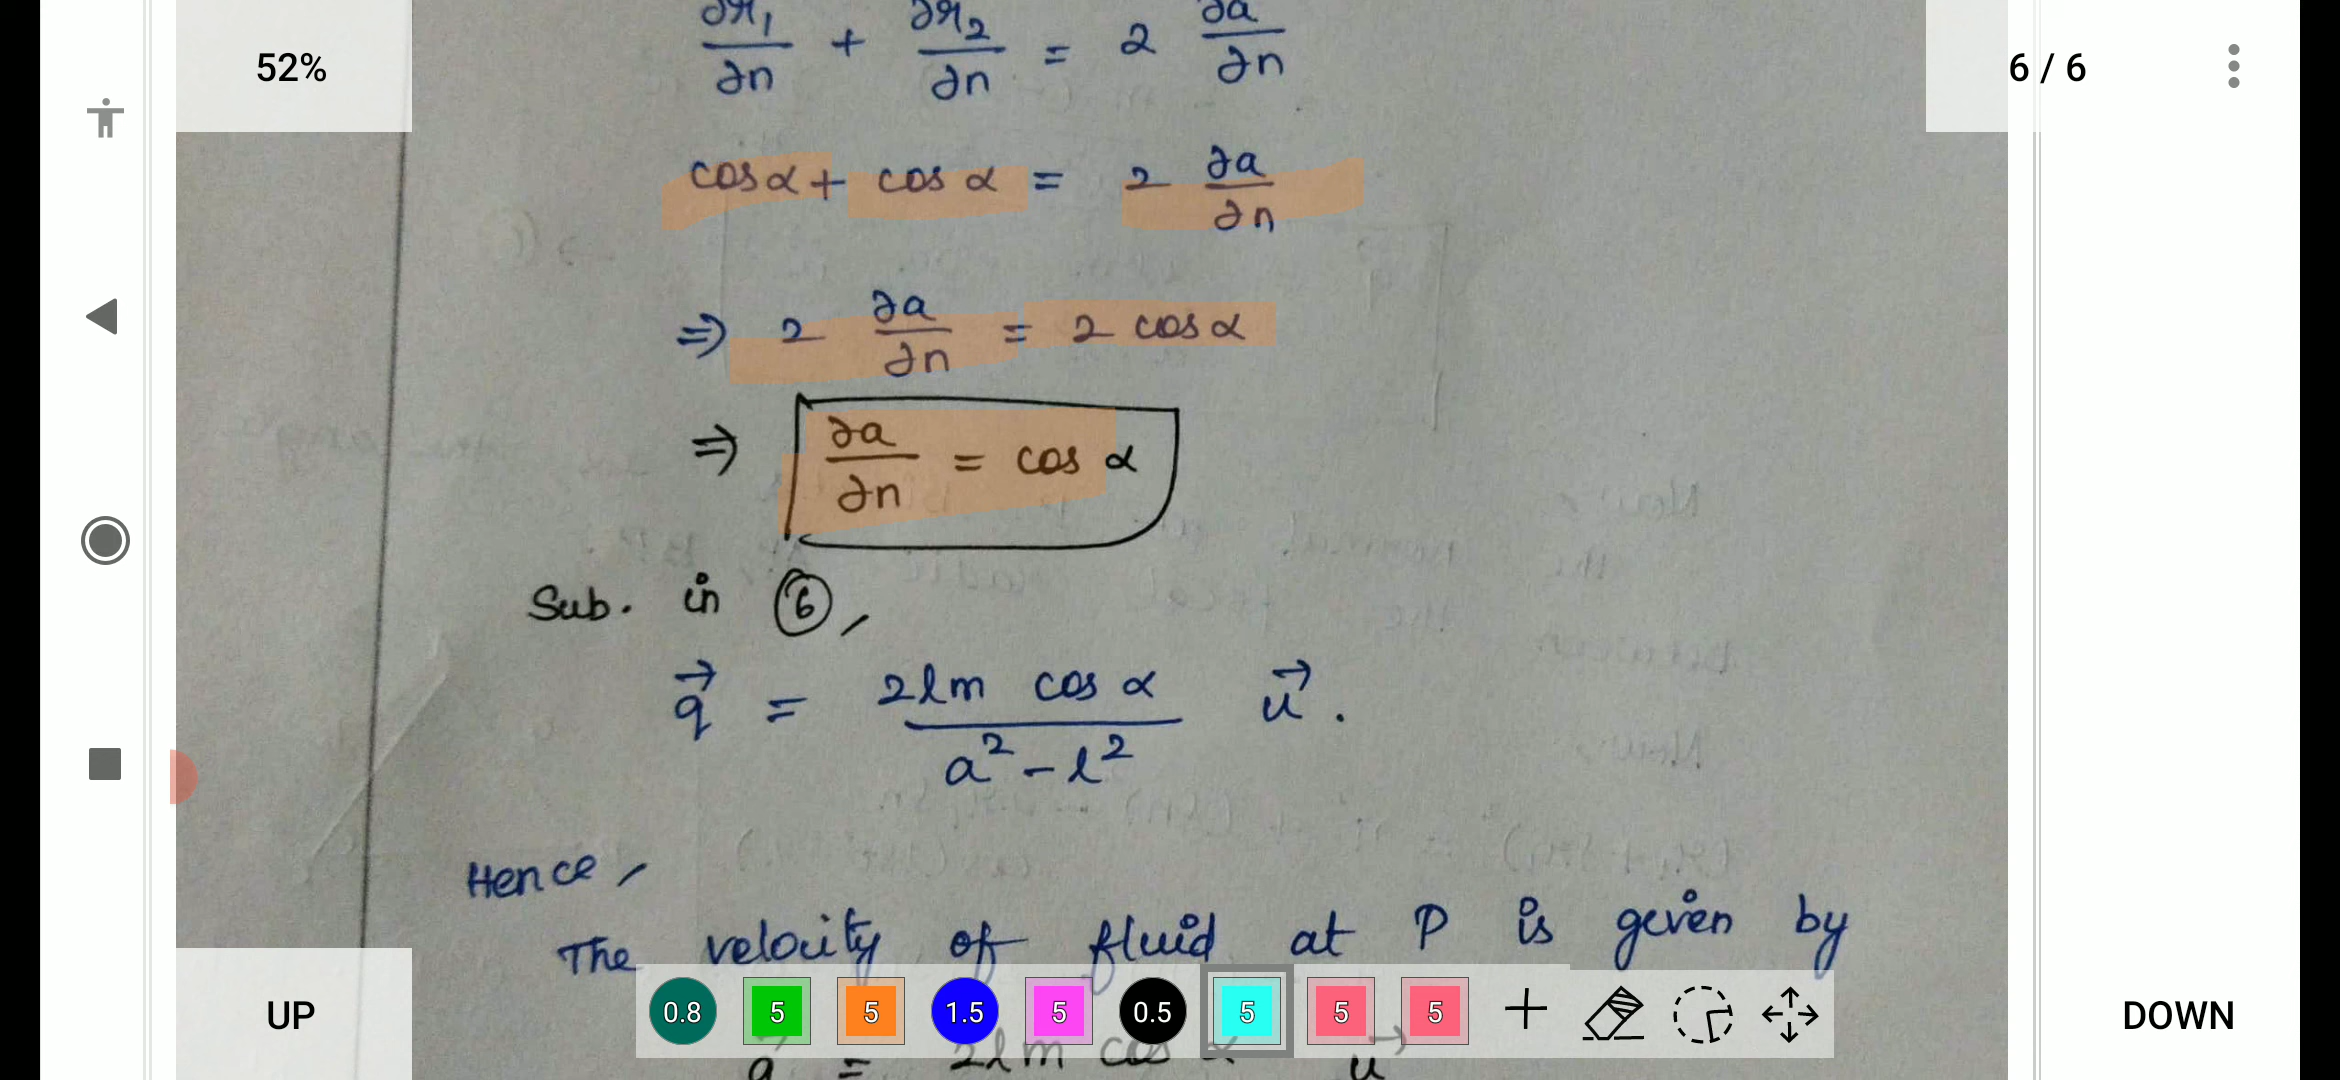 52%
6 / 6
∂r₁/∂n + ∂r₂/∂n = 2 ∂a/∂n
cos α + cos α = 2 ∂a/∂n
⇒ 2 ∂a/∂n = 2 cos α
⇒ ∂a/∂n = cos α
Sub. in ⑥,
q⃗ = 2lm cos α / a² - l² u⃗.
Hence,
The velocity of fluid at P is given by
UP
0.8 5 5 1.5 5 0.5 5 5 5
DOWN
q⃗ = 2lm cos α u⃗